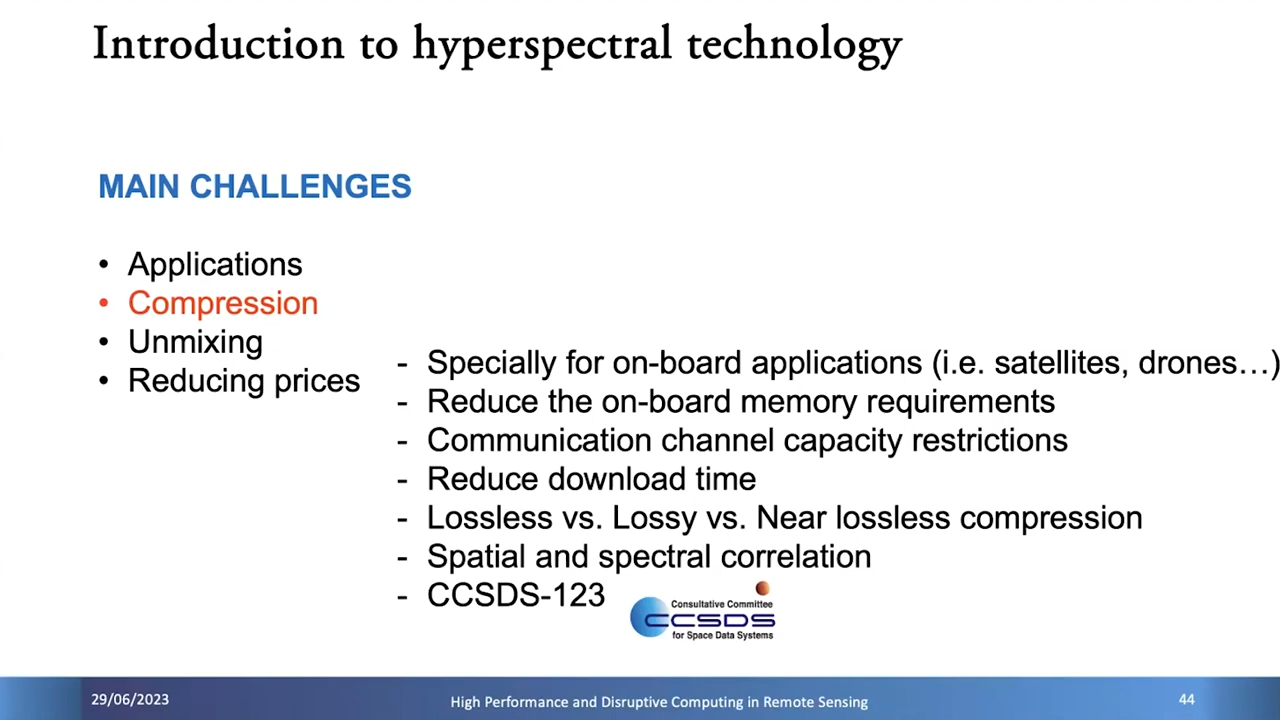 Introduction to hyperspectral technology
MAIN CHALLENGES
• Applications
• Compression
• Unmixing
• Reducing prices
- Specially for on-board applications (i.e. satellites, drones…)
- Reduce the on-board memory requirements
- Communication channel capacity restrictions
- Reduce download time
- Lossless vs. Lossy vs. Near lossless compression
- Spatial and spectral correlation
- CCSDS-123
Consultative Committee
CCSDS
for Space Data Systems
29/06/2023
High Performance and Disruptive Computing in Remote Sensing
44